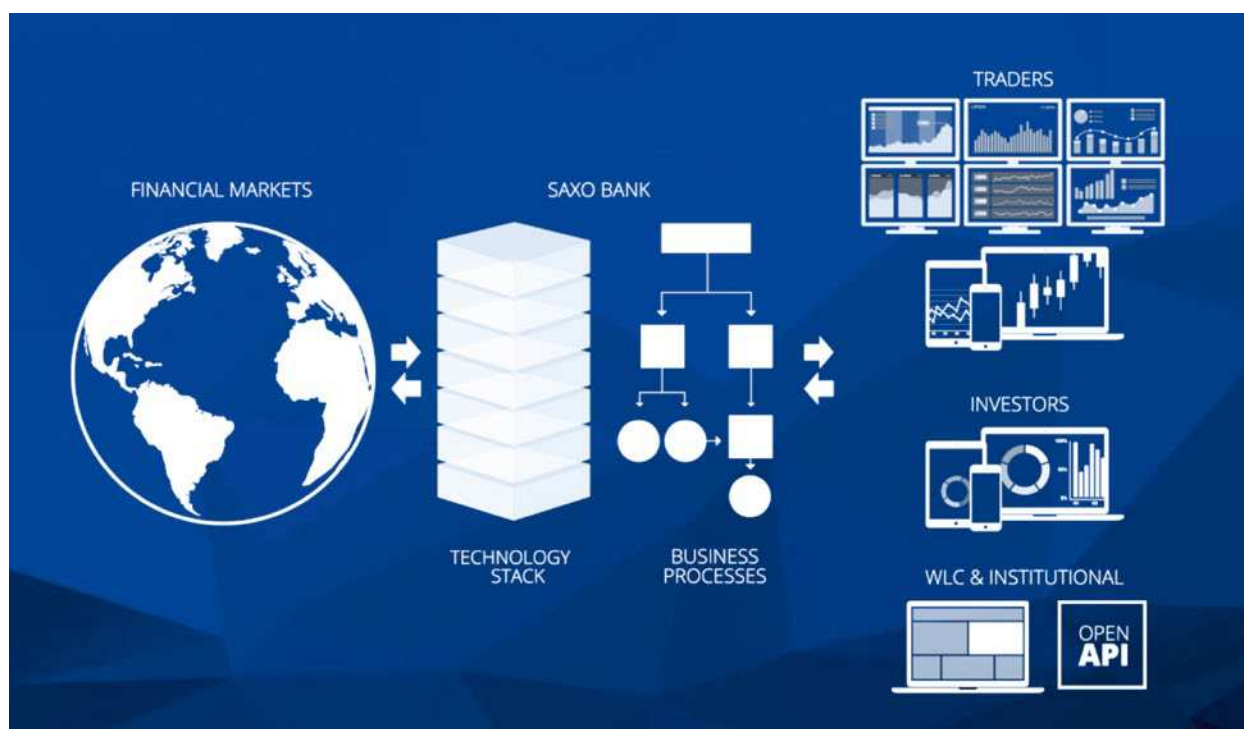 FINANCIAL MARKETS
SAXO BANK
TECHNOLOGY
STACK
BUSINESS
PROCESSES
TRADERS
INVESTORS
WLC & INSTITUTIONAL
OPEN
API